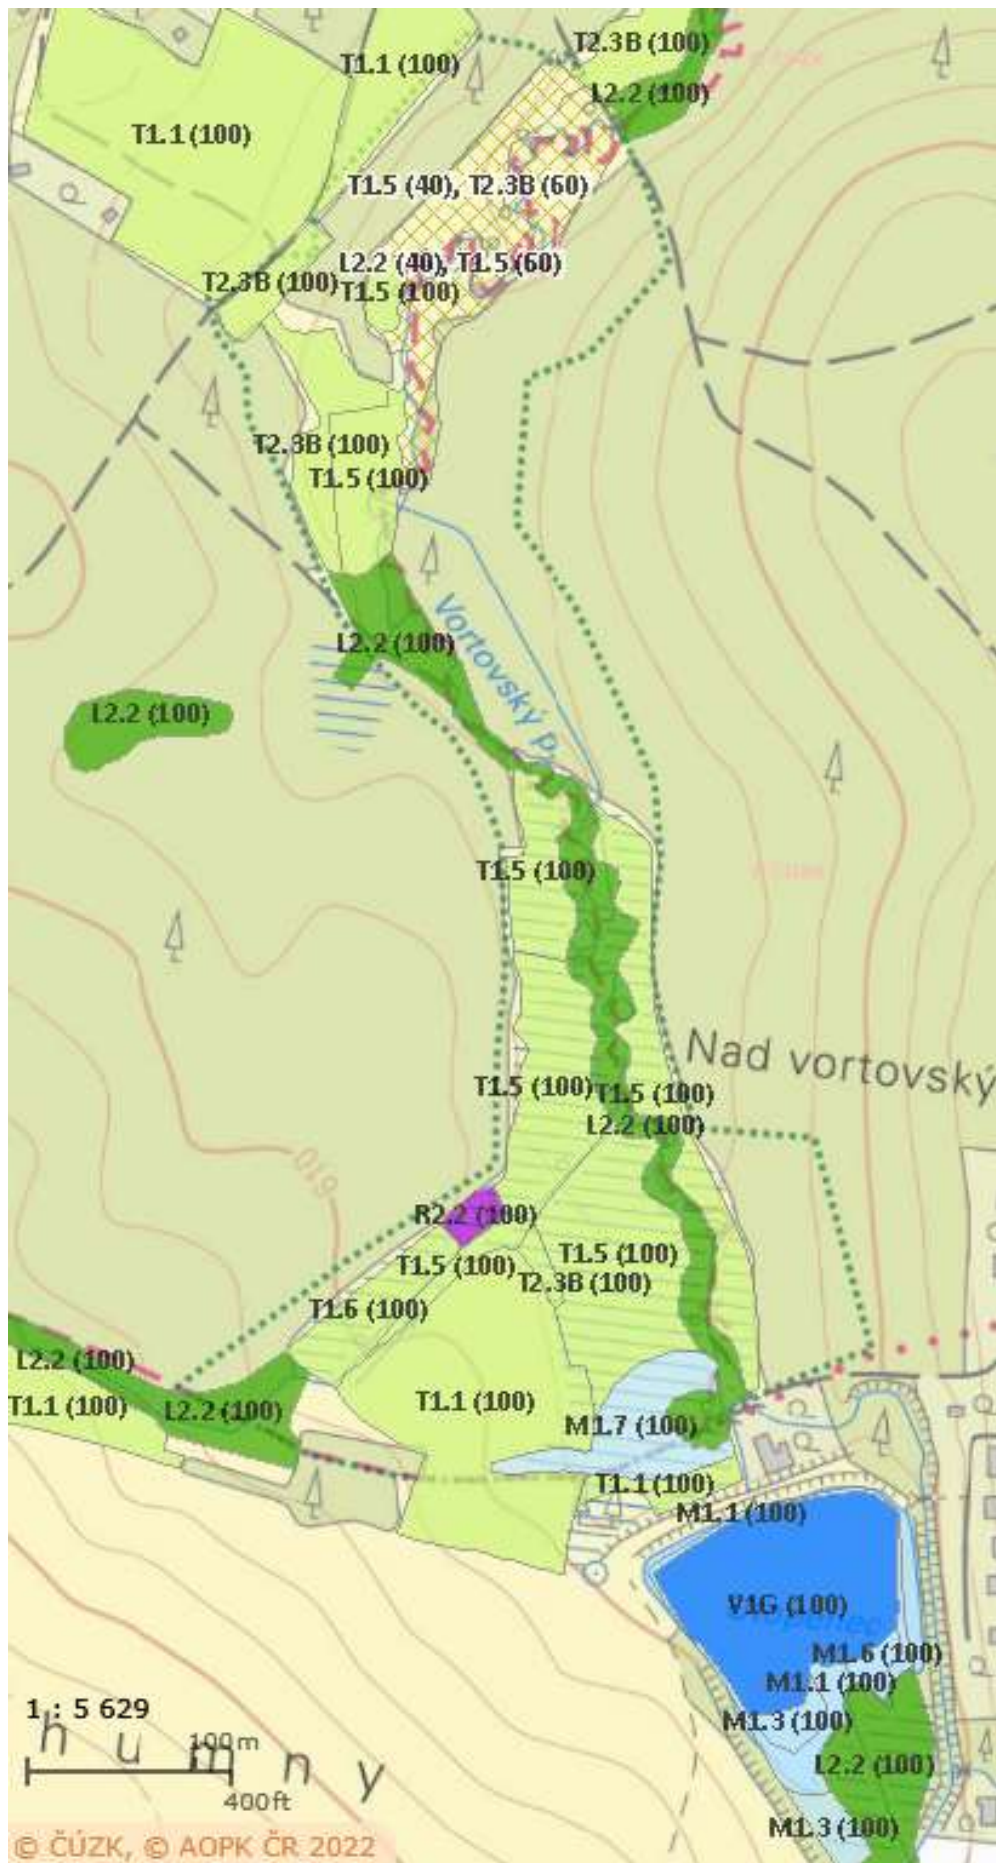 T2.3B (100)
T1.1 (100)
L2.2 (100)
T1.1 (100)
T1.5 (40), T2.3B (60)
L2.2 (40), T1.5 (60)
T2.3B (100)
T1.5 (100)
T2.3B (100)
T1.5 (100)
Vortovský
L2.2 (100)
L2.2 (100)
T1.5 (100)
Nad vortovský
T1.5 (100)
T1.5 (100)
L2.2 (100)
610
R2.2 (100)
T1.5 (100)
T1.5 (100)
T2.3B (100)
T1.6 (100)
L2.2 (100)
T1.1 (100)
L2.2 (100)
T1.1 (100)
M1.7 (100)
T1.1 (100)
M1.1 (100)
V1G (100)
M1.6 (100)
M1.1 (100)
M1.3 (100)
L2.2 (100)
M1.3 (100)
1 : 5 629
h u m n y
100 m
400 ft
© ČÚZK, © AOPK ČR 2022